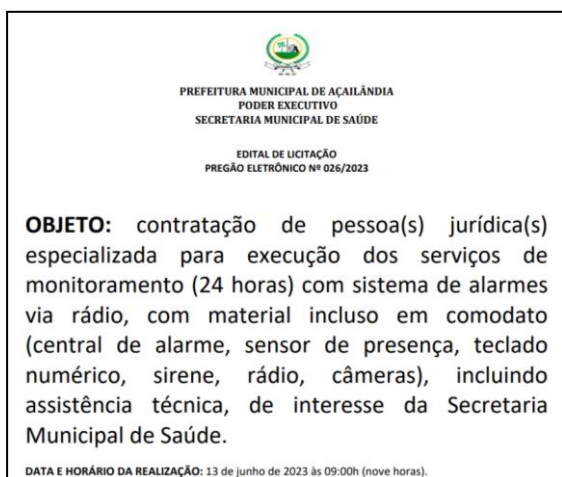 PREFEITURA MUNICIPAL DE AÇAILÂNDIA
PODER EXECUTIVO
SECRETARIA MUNICIPAL DE SAÚDE
EDITAL DE LICITAÇÃO
PREGÃO ELETRÔNICO Nº 026/2023
OBJETO: contratação de pessoa(s) jurídica(s)
especializada para execução dos serviços de
monitoramento (24 horas) com sistema de alarmes
via rádio, com material incluso em comodato
(central de alarme, sensor de presença, teclado
numérico, sirene, rádio, câmeras), incluindo
assistência técnica, de interesse da Secretaria
Municipal de Saúde.
DATA E HORÁRIO DA REALIZAÇÃO: 13 de junho de 2023 às 09:00h (nove horas).